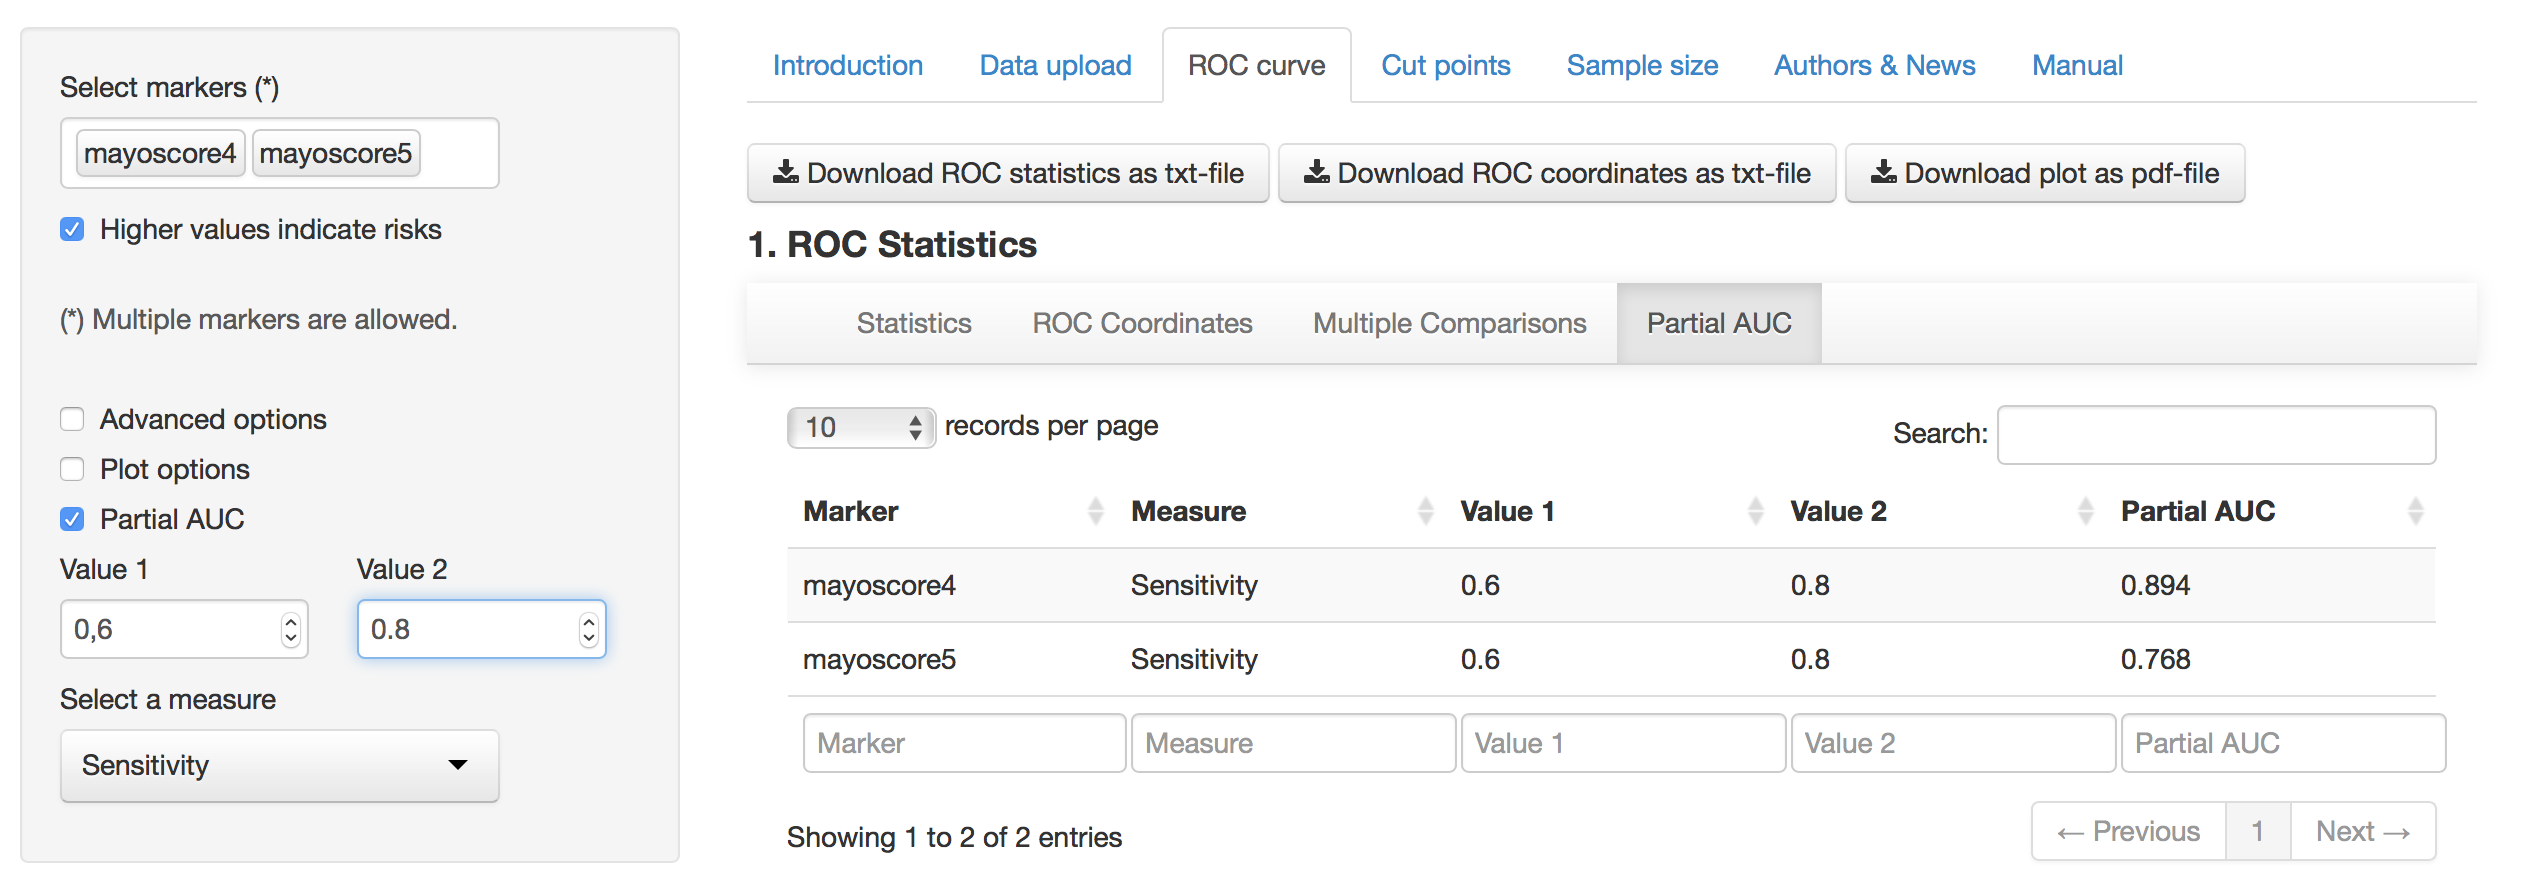 Select markers (*)
mayoscore4 mayoscore5
Higher values indicate risks
(*) Multiple markers are allowed.
Advanced options
Plot options
Partial AUC
Value 1 Value 2
0,6 0.8
Select a measure
Sensitivity
Introduction Data upload ROC curve Cut points Sample size Authors & News Manual
Download ROC statistics as txt-file Download ROC coordinates as txt-file Download plot as pdf-file
1. ROC Statistics
Statistics ROC Coordinates Multiple Comparisons Partial AUC
10 records per page Search:
Marker Measure Value 1 Value 2 Partial AUC
mayoscore4 Sensitivity 0.6 0.8 0.894
mayoscore5 Sensitivity 0.6 0.8 0.768
Marker Measure Value 1 Value 2 Partial AUC
Showing 1 to 2 of 2 entries
← Previous 1 Next →